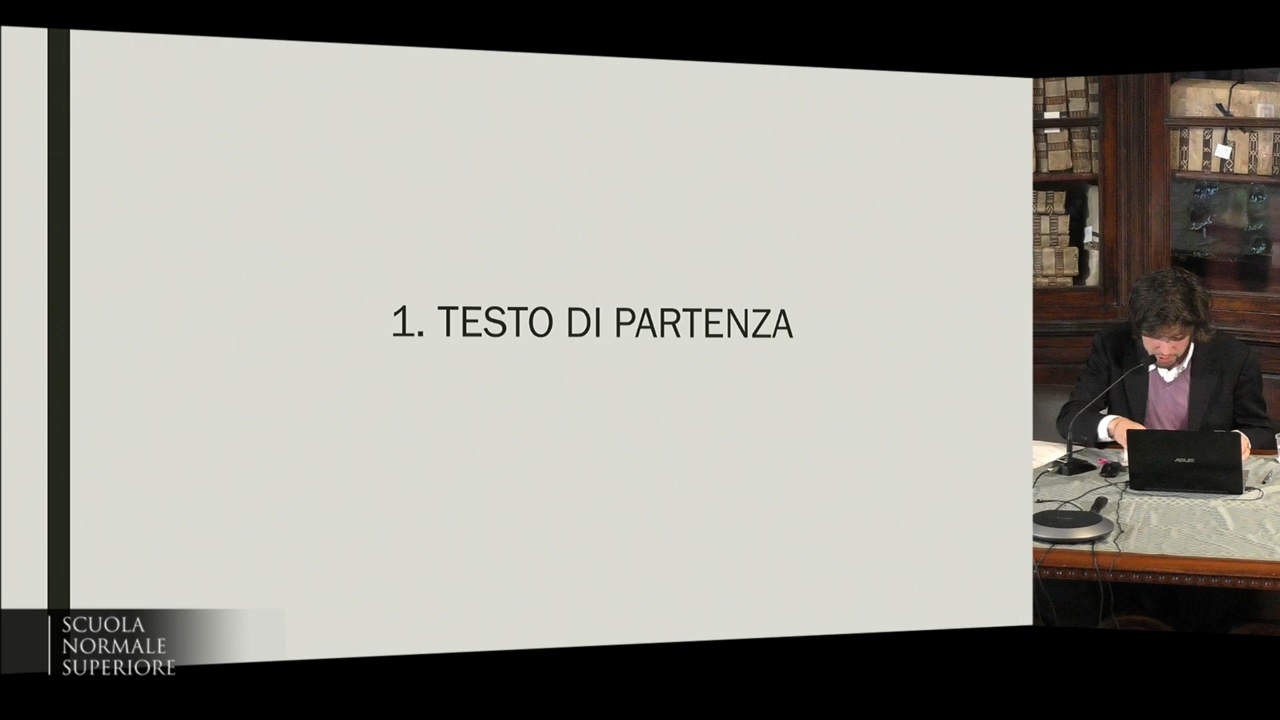 1. TESTO DI PARTENZA
ASUS
SCUOLA
NORMALE
SUPERIORE